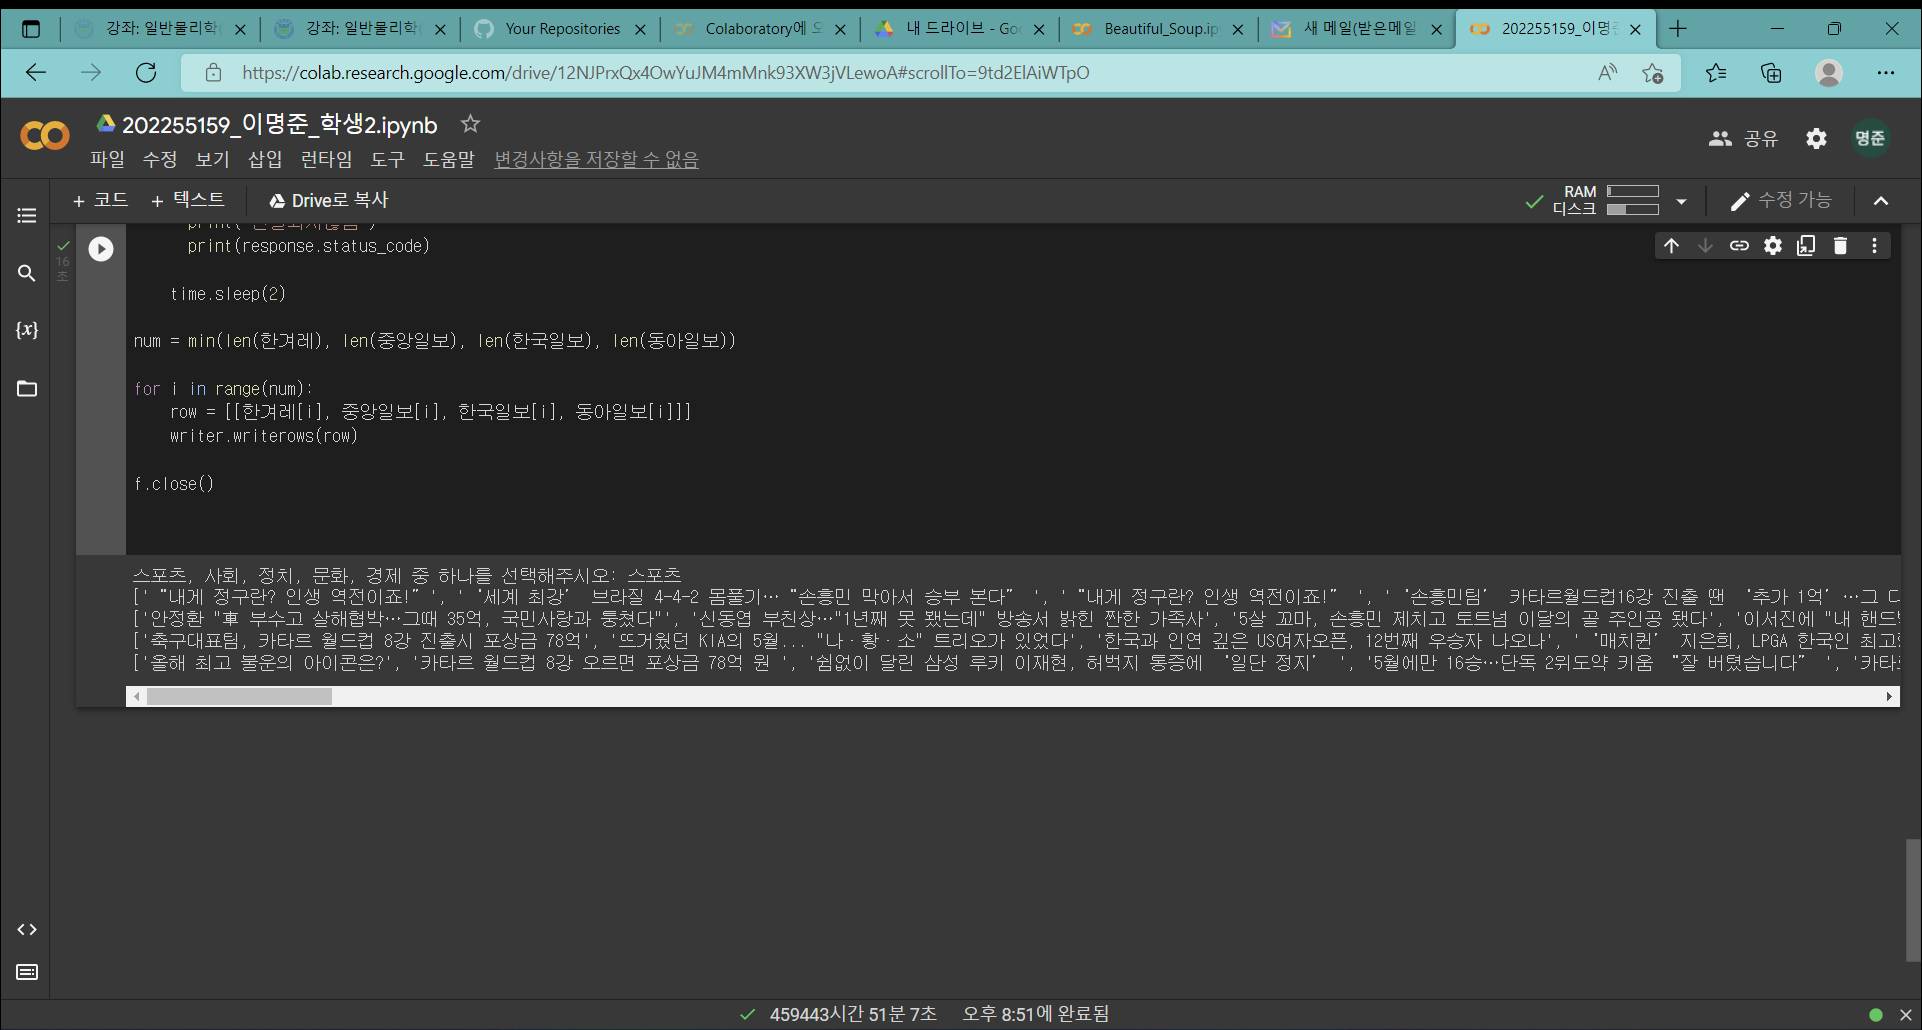 강좌: 일반물리학
강좌: 일반물리학
Your Repositories
Colaboratory에 오
내 드라이브 - Goo
Beautiful_Soup.ip
새 메일(받은메일
202255159_이명준
https://colab.research.google.com/drive/12NJPrxQx4OwYuJM4mMnk93XW3jVLewoA#scrollTo=9td2ElAiWTpO
202255159_이명준_학생2.ipynb
공유
명준
파일 수정 보기 삽입 런타임 도구 도움말 변경사항을 저장할 수 없음
+ 코드 + 텍스트 Drive로 복사
RAM
디스크
수정 가능
16
초
{x}
print(response.status_code)
time.sleep(2)
num = min(len(한겨레), len(중앙일보), len(한국일보), len(동아일보))
for i in range(num):
row = [[한겨레[i], 중앙일보[i], 한국일보[i], 동아일보[i]]]
writer.writerows(row)
f.close()
스포츠, 사회, 정치, 문화, 경제 중 하나를 선택해주시오: 스포츠
[' “내게 정구란? 인생 역전이죠!” ', ' ‘세계 최강’ 브라질 4-4-2 몸풀기…“손흥민 막아서 승부 본다” ', ' “내게 정구란? 인생 역전이죠!” ', ' ‘손흥민팀’ 카타르월드컵16강 진출 땐 ‘추가 1억’…그 다
['안정환 "車 부수고 살해협박…그때 35억, 국민사랑과 퉁쳤다"', '신동엽 부친상…"1년째 못 뵀는데" 방송서 밝힌 짠한 가족사', '5살 꼬마, 손흥민 제치고 토트넘 이달의 골 주인공 됐다', '이서진에 "내 핸드백
['축구대표팀, 카타르 월드컵 8강 진출시 포상금 78억', '뜨거웠던 KIA의 5월... "나·황·소" 트리오가 있었다', '한국과 인연 깊은 US여자오픈, 12번째 우승자 나오나', ' ‘매치퀸’ 지은희, LPGA 한국인 최고
['올해 최고 불운의 아이콘은?', '카타르 월드컵 8강 오르면 포상금 78억 원 ', '쉼없이 달린 삼성 루키 이재현, 허벅지 통증에 ‘일단 정지’ ', '5월에만 16승…단독 2위도약 키움 “잘 버텼습니다” ', '카타르
459443시간 51분 7초 오후 8:51에 완료됨